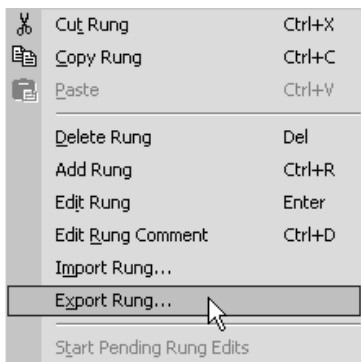 Cut Rung Ctrl+X
Copy Rung Ctrl+C
Paste Ctrl+V
Delete Rung Del
Add Rung Ctrl+R
Edit Rung Enter
Edit Rung Comment Ctrl+D
Import Rung...
Export Rung...
Start Pending Rung Edits